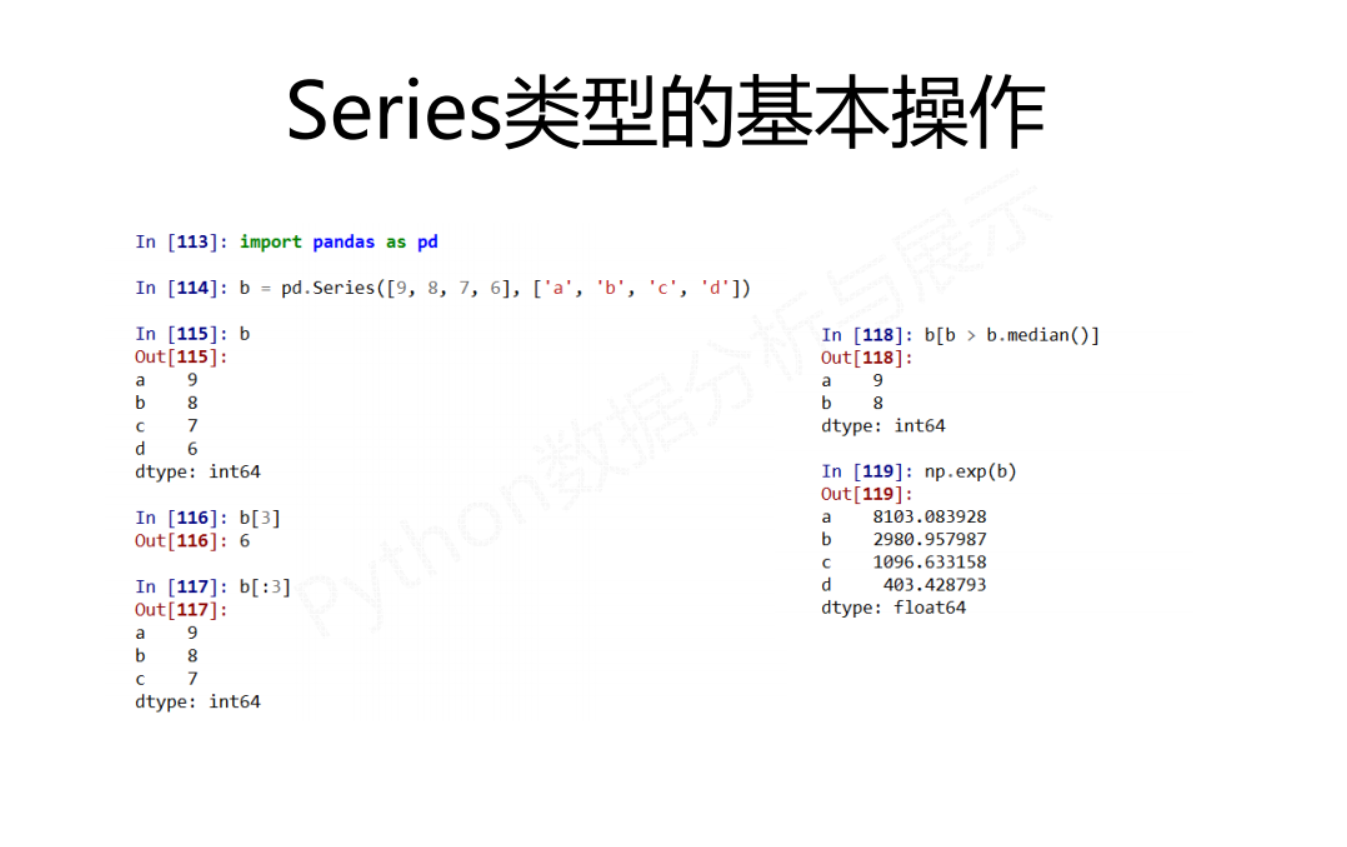 Series类型的基本操作
In [113]: import pandas as pd
In [114]: b = pd.Series([9, 8, 7, 6], ['a', 'b', 'c', 'd'])
In [115]: b
Out[115]:
a    9
b    8
c    7
d    6
dtype: int64
In [116]: b[3]
Out[116]: 6
In [117]: b[:3]
Out[117]:
a    9
b    8
c    7
dtype: int64
In [118]: b[b > b.median()]
Out[118]:
a    9
b    8
dtype: int64
In [119]: np.exp(b)
Out[119]:
a    8103.083928
b    2980.957987
c    1096.633158
d     403.428793
dtype: float64
Python数据分析与展示